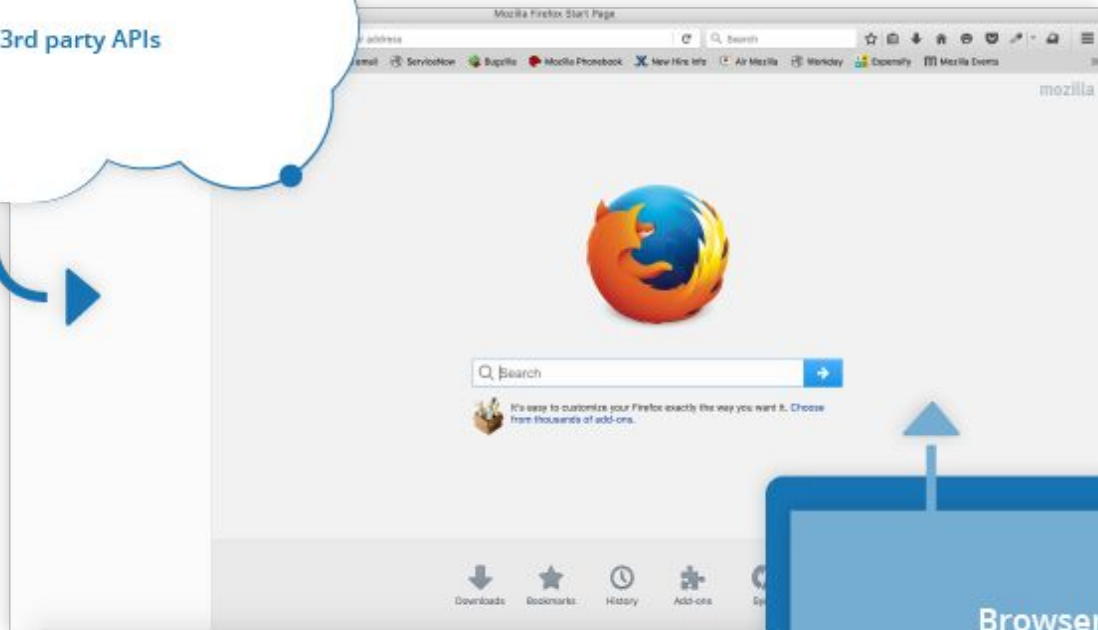 Mozilla Firefox Start Page
3rd party APIs
address
Search
email ServiceNow Bugzilla Mozilla Phonebook New Hire Info Air Mozilla Workday Expensify Mozilla Events
mozilla
Search
It's easy to customize your Firefox exactly the way you want it. Choose
from thousands of add-ons.
Downloads Bookmarks History Add-ons
Browser